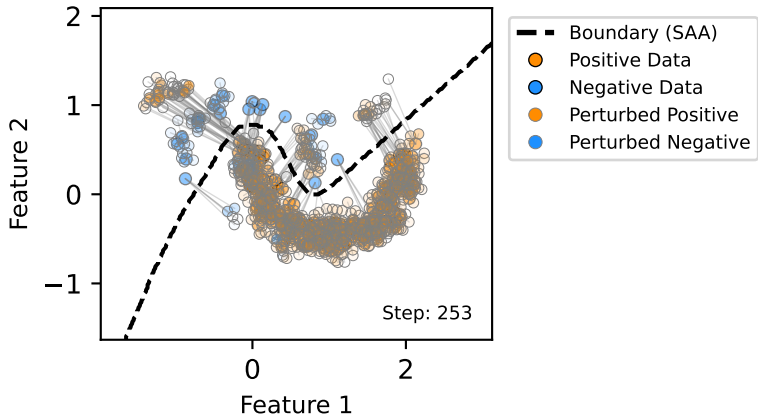 2
1
0
−1
Feature 2
0
2
Feature 1
Step: 253
Boundary (SAA)
Positive Data
Negative Data
Perturbed Positive
Perturbed Negative